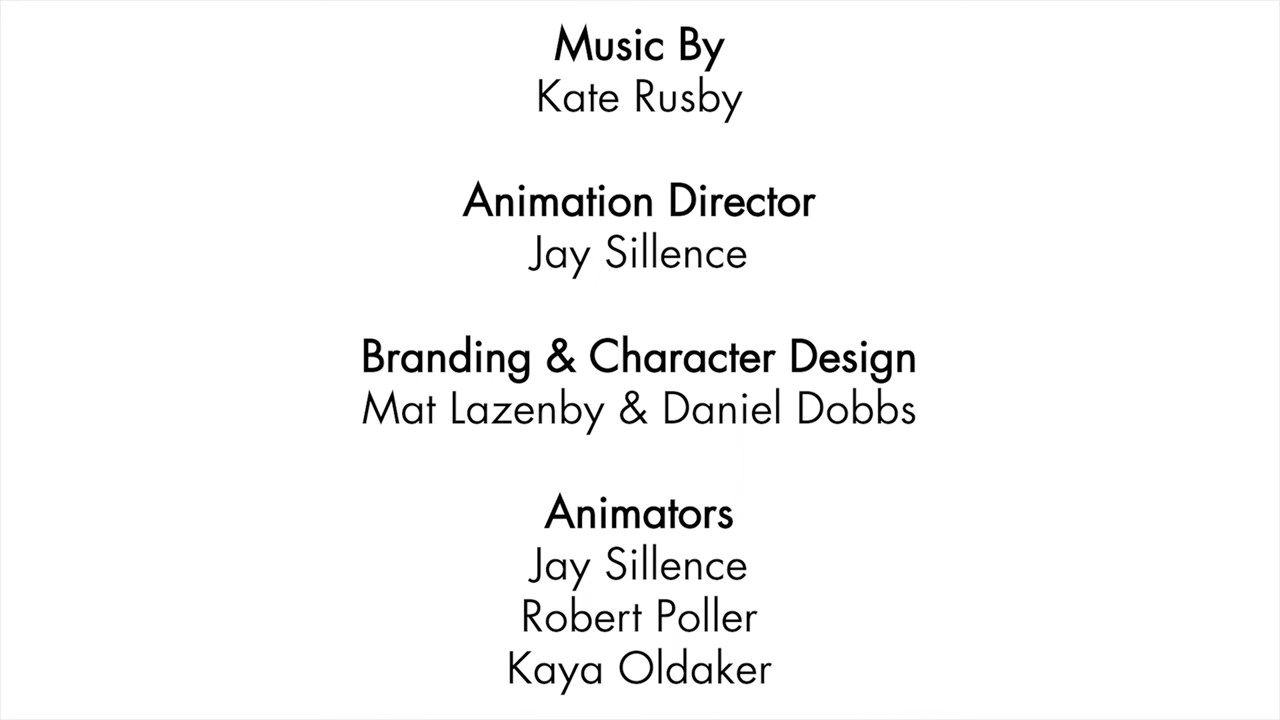 Music By
Kate Rusby
Animation Director
Jay Sillence
Branding & Character Design
Mat Lazenby & Daniel Dobbs
Animators
Jay Sillence
Robert Poller
Kaya Oldaker